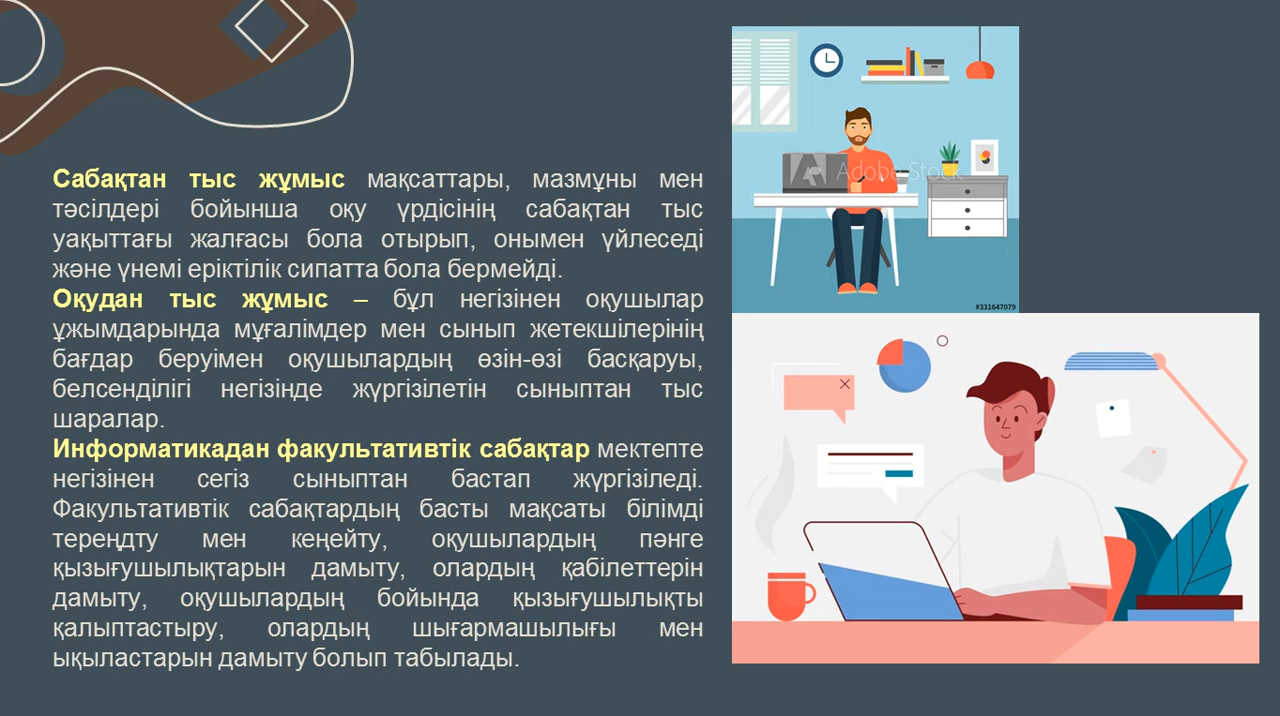 Сабақтан тыс жұмыс мақсаттары, мазмұны мен
тәсілдері бойынша оқу үрдісінің сабақтан тыс
уақыттағы жалғасы бола отырып, онымен үйлеседі
және үнемі еріктілік сипатта бола бермейді.
Оқудан тыс жұмыс – бұл негізінен оқушылар
ұжымдарында мұғалімдер мен сынып жетекшілерінің
бағдар беруімен оқушылардың өзін-өзі басқаруы,
белсенділігі негізінде жүргізілетін сыныптан тыс
шаралар.
Информатикадан факультативтік сабақтар мектепте
негізінен сегіз сыныптан бастап жүргізіледі.
Факультативтік сабақтардың басты мақсаты білімді
тереңдту мен кеңейту, оқушылардың пәнге
қызығушылықтарын дамыту, олардың қабілеттерін
дамыту, оқушылардың бойында қызығушылықты
қалыптастыру, олардың шығармашылығы мен
ықыластарын дамыту болып табылады.
Adobe Stock
#331647079